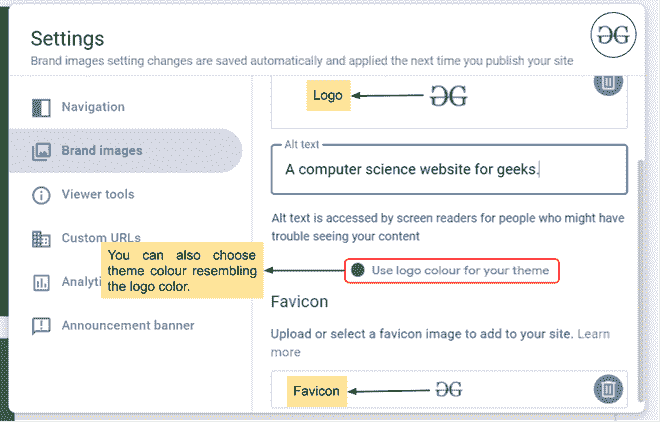 Settings
Brand images setting changes are saved automatically and applied the next time you publish your site
Navigation
Brand images
Viewer tools
Custom URLs
Analyti
Announcement banner
Logo
Alt text
A computer science website for geeks.
Alt text is accessed by screen readers for people who might have
trouble seeing your content
You can also choose
theme colour resembling
the logo color.
Use logo colour for your theme
Favicon
Upload or select a favicon image to add to your site. Learn
more
Favicon